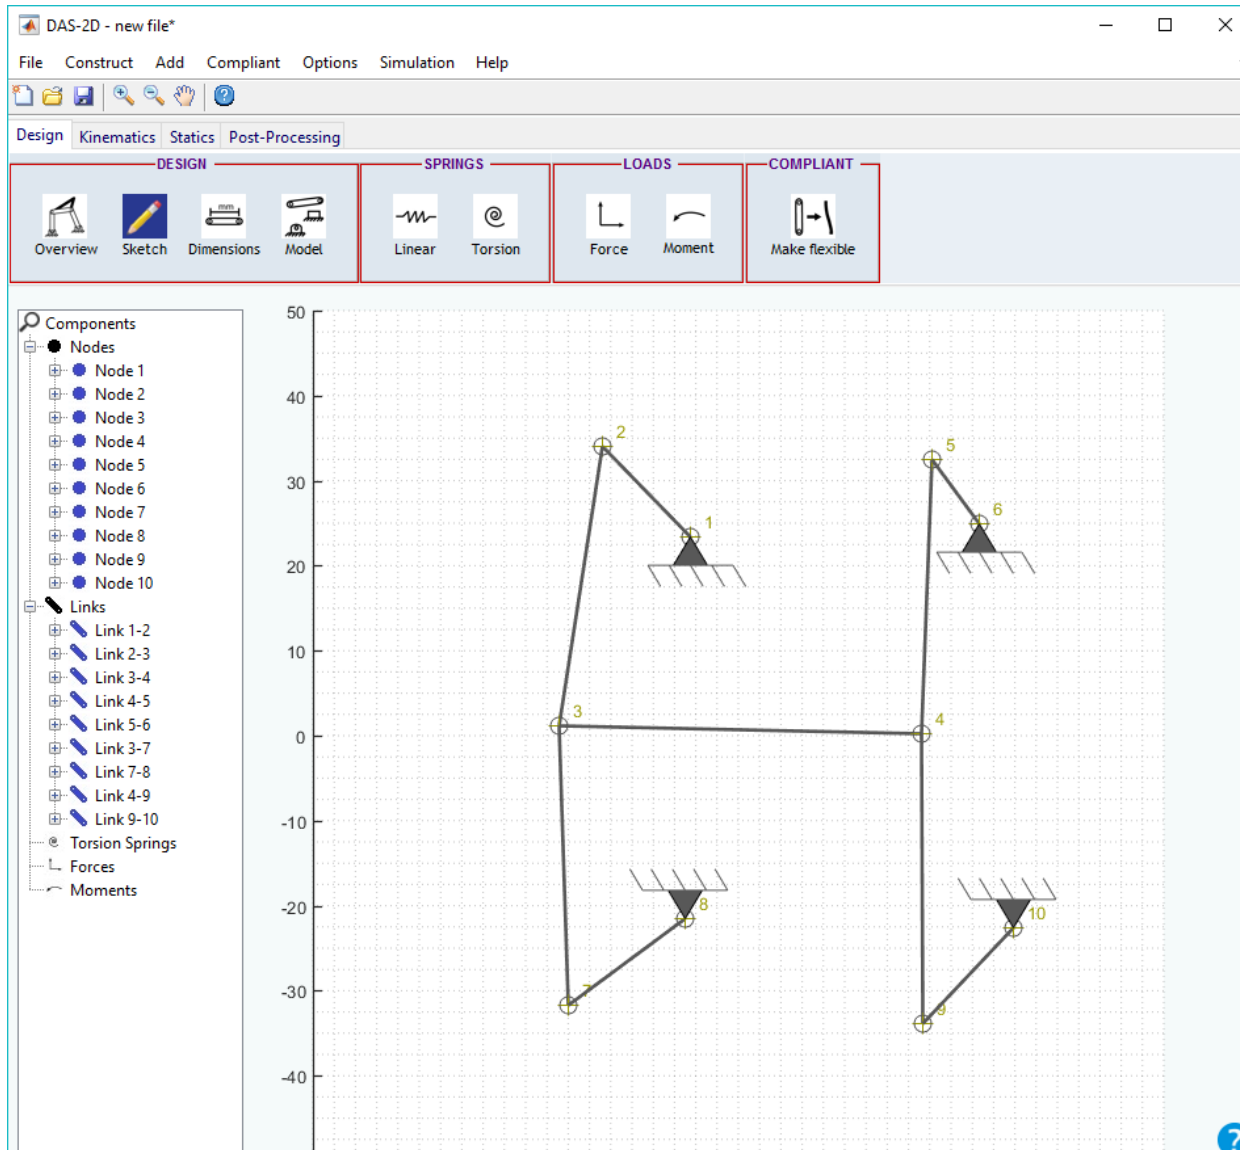 DAS-2D - new file*
File Construct Add Compliant Options Simulation Help
Design Kinematics Statics Post-Processing
DESIGN SPRINGS LOADS COMPLIANT
mm
Overview Sketch Dimensions Model Linear Torsion Force Moment Make flexible
Components
Nodes
Node 1
Node 2
Node 3
Node 4
Node 5
Node 6
Node 7
Node 8
Node 9
Node 10
Links
Link 1-2
Link 2-3
Link 3-4
Link 4-5
Link 5-6
Link 3-7
Link 7-8
Link 4-9
Link 9-10
Torsion Springs
Forces
Moments
50
40
30
20
10
0
-10
-20
-30
-40
2
5
1
6
3
4
8
10
7
9
?